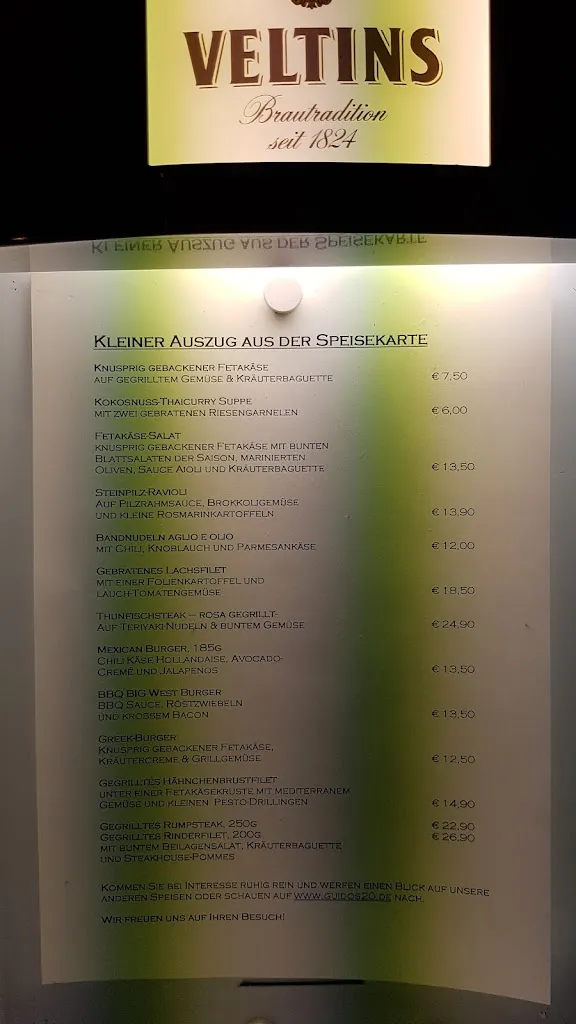 VELTINS
Brautradition
seit 1824
KLEINER AUSZUG AUS DER SPEISEKARTE
KNUSPRIG GEBACKENER FETAKÄSE
AUF GEGRILLTEM GEMÜSE & KRÄUTERBAGUETTE € 7,50
KOKOSNUSS-THAICURRY SUPPE
MIT ZWEI GEBRATENEN RIESENGARNELEN € 6,00
FETAKÄSE-SALAT
KNUSPRIG GEBACKENER FETAKÄSE MIT BUNTEN
BLATTSALATEN DER SAISON, MARINIERTEN
OLIVEN, SAUCE AIOLI UND KRÄUTERBAGUETTE € 13,50
STEINPILZ-RAVIOLI
AUF PILZRAHMSAUCE, BROKKOLIGEMÜSE
UND KLEINE ROSMARINKARTOFFELN € 13,90
BANDNUDELN AGLIO E OLIO
MIT CHILI, KNOBLAUCH UND PARMESANKÄSE € 12,00
GEBRATENES LACHSFILET
MIT EINER FOLIENKARTOFFEL UND
LAUCH-TOMATENGEMÜSE € 18,50
THUNFISCHSTEAK – ROSA GEGRILLT-
AUF TERIYAKI-NUDELN & BUNTEM GEMÜSE € 24,90
MEXICAN BURGER, 185G
CHILI KÄSE HOLLANDAISE, AVOCADO-
CREME UND JALAPENOS € 13,50
BBQ BIG WEST BURGER
BBQ SAUCE, RÖSTZWIEBELN
UND KROSSEM BACON € 13,50
GREEK-BURGER
KNUSPRIG GEBACKENER FETAKÄSE,
KRÄUTERCREME & GRILLGEMÜSE € 12,50
GEGRILLTES HÄHNCHENBRUSTFILET
UNTER EINER FETAKÄSEKRUSTE MIT MEDITERRANEM
GEMÜSE UND KLEINEN PESTO-DRILLINGEN € 14,90
GEGRILLTES RUMPSTEAK, 250G € 22,90
GEGRILLTES RINDERFILET, 200G € 26,90
MIT BUNTEM BEILAGENSALAT, KRÄUTERBAGUETTE
UND STEAKHOUSE-POMMES
KOMMEN SIE BEI INTERESSE RUHIG REIN UND WERFEN EINEN BLICK AUF UNSERE
ANDEREN SPEISEN ODER SCHAUEN AUF WWW.GUIDOS20.DE NACH.
WIR FREUEN UNS AUF IHREN BESUCH!